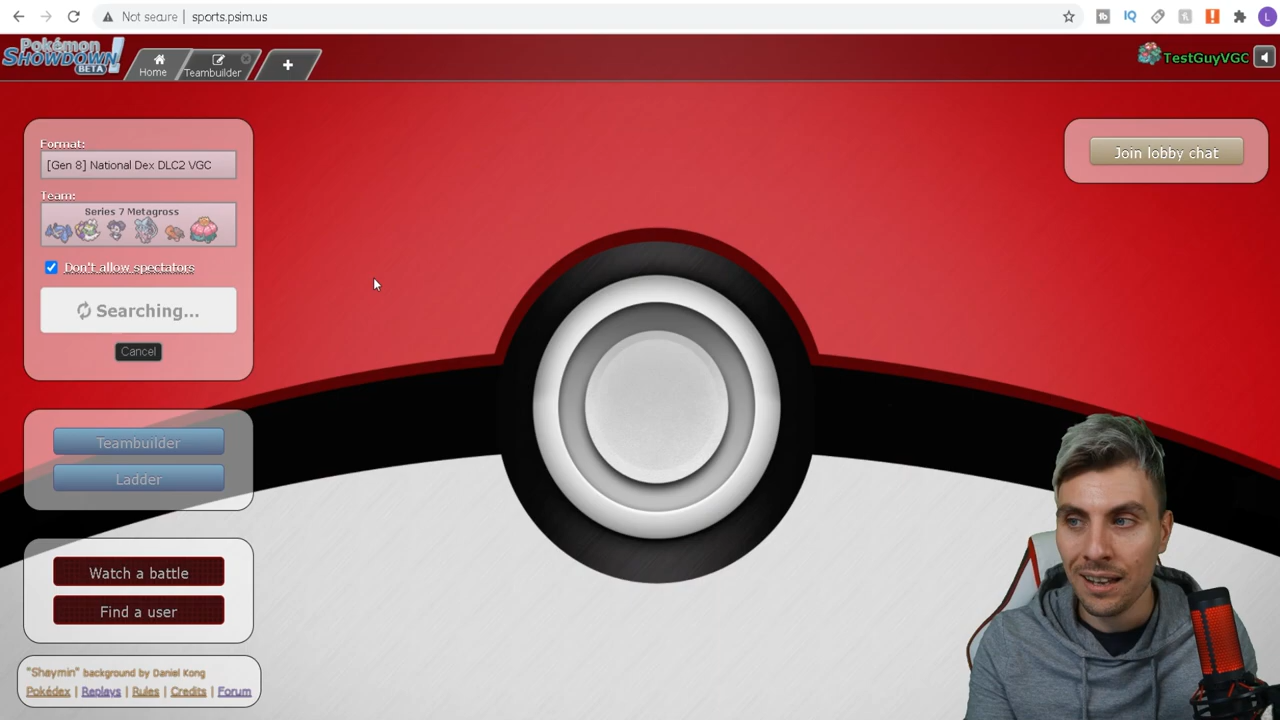 Not secure | sports.psim.us
Pokémon
SHOWDOWN!
BETA
Home
Teambuilder
TestGuyVGC
Format:
[Gen 8] National Dex DLC2 VGC
Team:
Series 7 Metagross
Don't allow spectators
Searching...
Cancel
Join lobby chat
Teambuilder
Ladder
Watch a battle
Find a user
"Shaymin" background by Daniel Kong
Pokédex | Replays | Rules | Credits | Forum